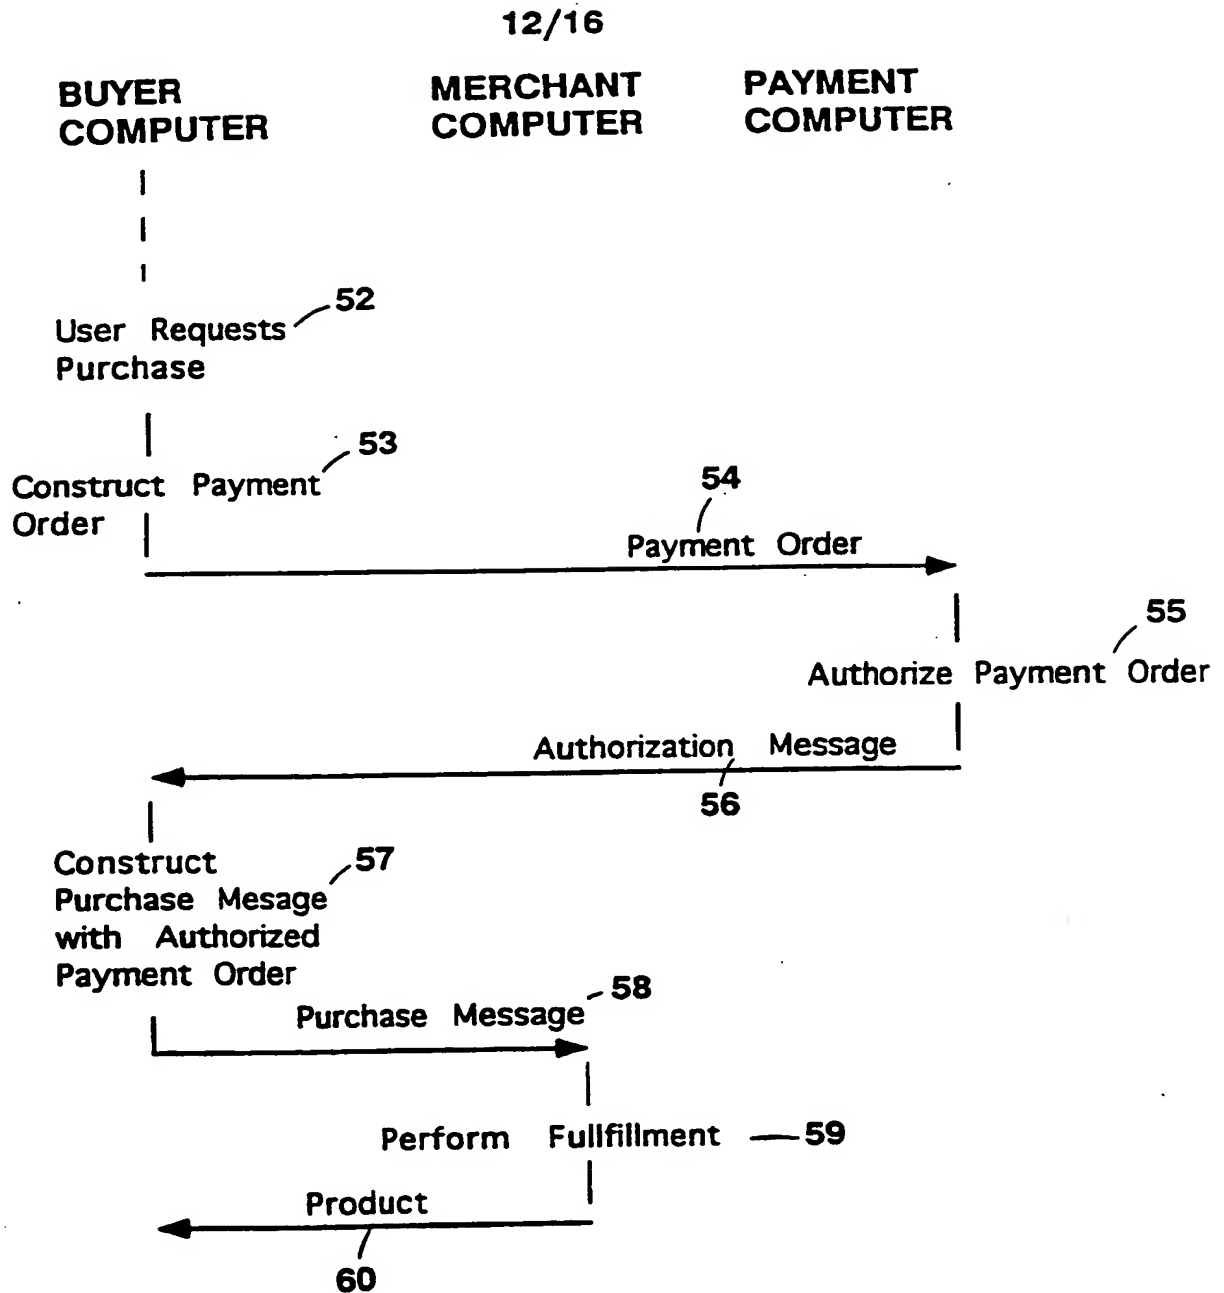 12/16
BUYER
COMPUTER
MERCHANT
COMPUTER
PAYMENT
COMPUTER
52
User Requests
Purchase
53
Construct Payment
Order
54
Payment Order
55
Authorize Payment Order
Authorization Message
56
Construct
57
Purchase Mesage
with Authorized
Payment Order
58
Purchase Message
Perform Fullfillment
59
Product
60